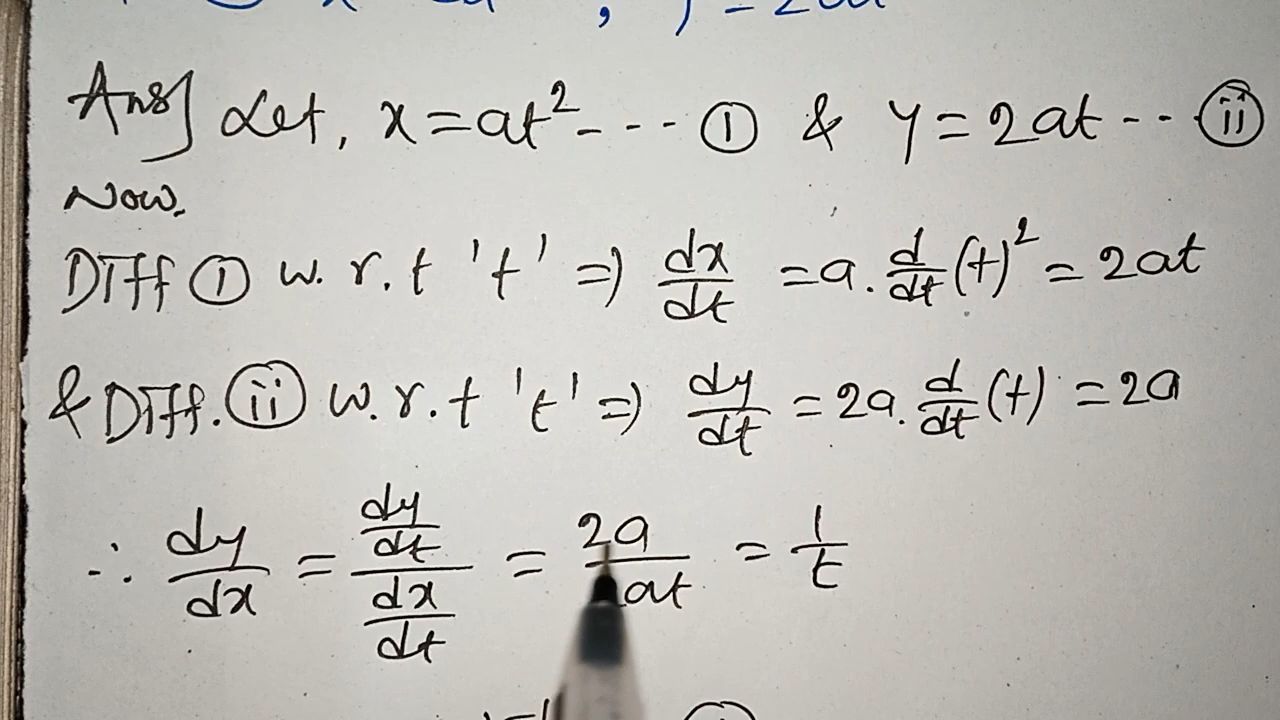 Ans] Let, x = at² - - - - ① & y = 2at - - - ⓘⓘ
Now,
Diff ① w.r.t 't' => dx/dt = a. d/dt (t)² = 2at
& Diff. ⓘⓘ w.r.t 't' => dy/dt = 2a. d/dt (t) = 2a
∴ dy/dx = (dy/dt)/(dx/dt) = 2a/at = 1/t